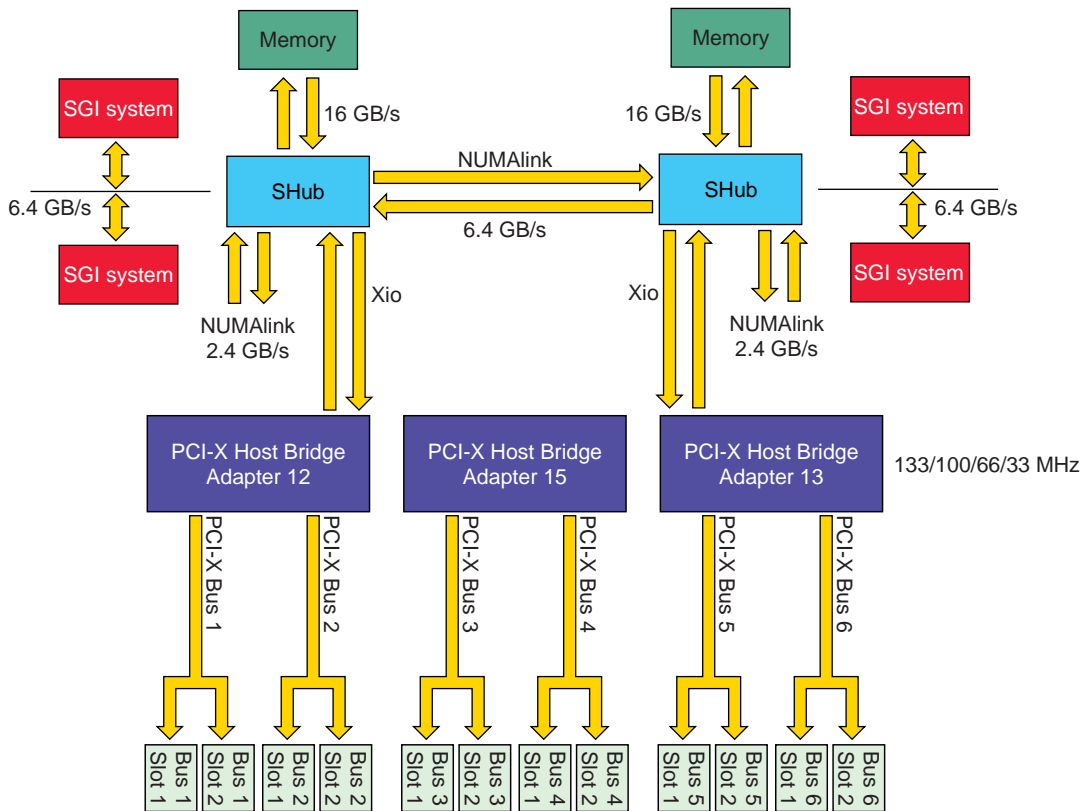 Memory
Memory
SGI system
16 GB/s
16 GB/s
SGI system
NUMAlink
SHub
SHub
6.4 GB/s
6.4 GB/s
6.4 GB/s
SGI system
SGI system
Xio
Xio
NUMAlink
2.4 GB/s
NUMAlink
2.4 GB/s
PCI-X Host Bridge
Adapter 12
PCI-X Host Bridge
Adapter 15
PCI-X Host Bridge
Adapter 13
133/100/66/33 MHz
PCI-X Bus 1
PCI-X Bus 2
PCI-X Bus 3
PCI-X Bus 4
PCI-X Bus 5
PCI-X Bus 6
Bus 1
Slot 1
Bus 1
Slot 2
Bus 2
Slot 1
Bus 2
Slot 2
Bus 3
Slot 1
Bus 3
Slot 2
Bus 4
Slot 1
Bus 4
Slot 2
Bus 5
Slot 1
Bus 5
Slot 2
Bus 6
Slot 1
Bus 6
Slot 2